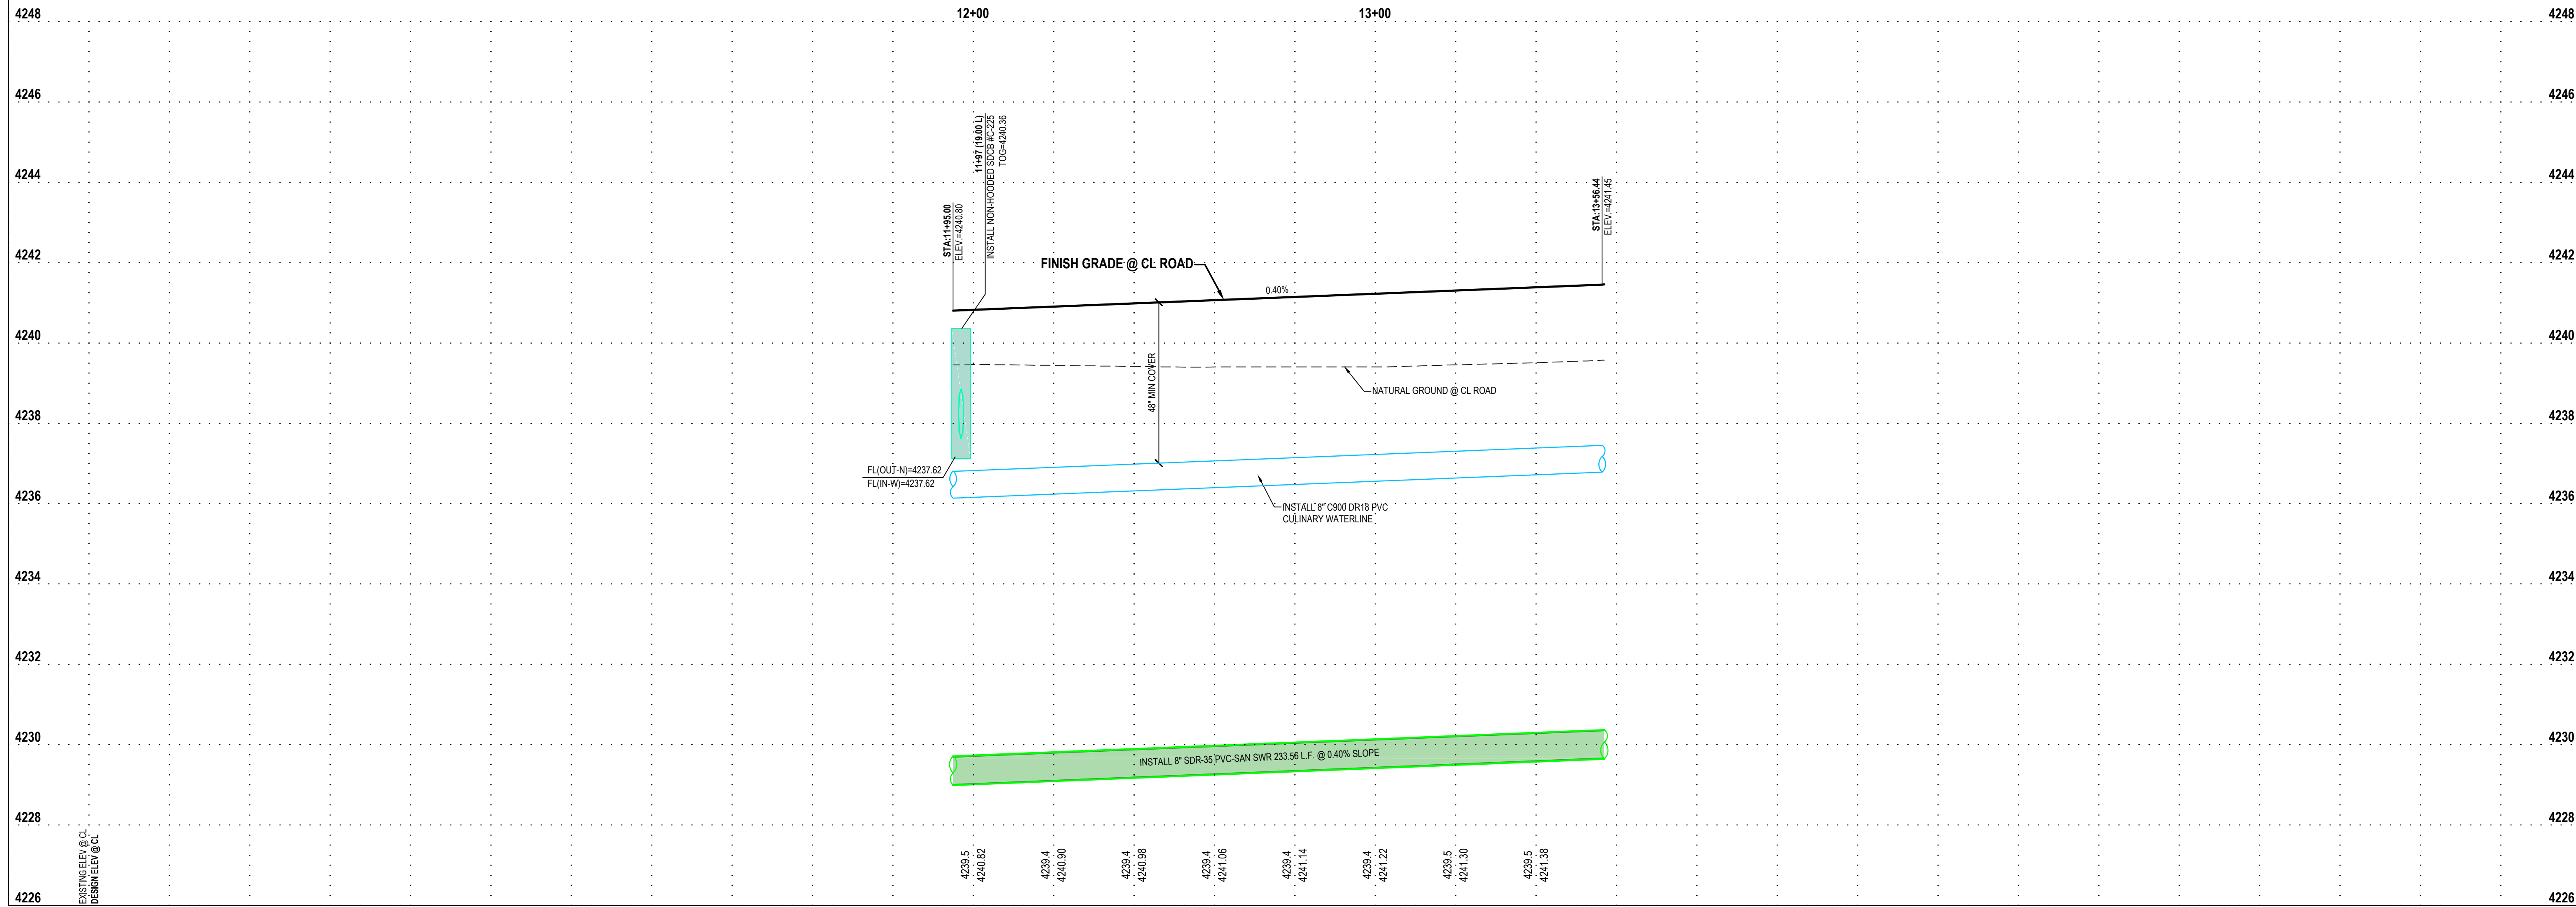 12+00
13+00
4248
4248
4246
4246
11+97 (19.00 L)
INSTALL NON-HOODED SDCB #C-225
TOG=4240.36
4244
4244
STA:11+95.00
ELEV.=4240.80
STA:13+56.44
ELEV.=4241.45
4242
4242
FINISH GRADE @ CL ROAD
0.40%
4240
4240
48" MIN COVER
NATURAL GROUND @ CL ROAD
4238
4238
FL(OUT-N)=4237.62
FL(IN-W)=4237.62
4236
4236
INSTALL 8" C900 DR18 PVC
CULINARY WATERLINE
4234
4234
4232
4232
4230
4230
INSTALL 8" SDR-35 PVC-SAN SWR 233.56 L.F. @ 0.40% SLOPE
4228
4228
EXISTING ELEV @ CL
DESIGN ELEV @ CL
4239.5
4240.82
4239.4
4240.90
4239.4
4240.98
4239.4
4241.06
4239.4
4241.14
4239.4
4241.22
4239.5
4241.30
4239.5
4241.38
4226
4226